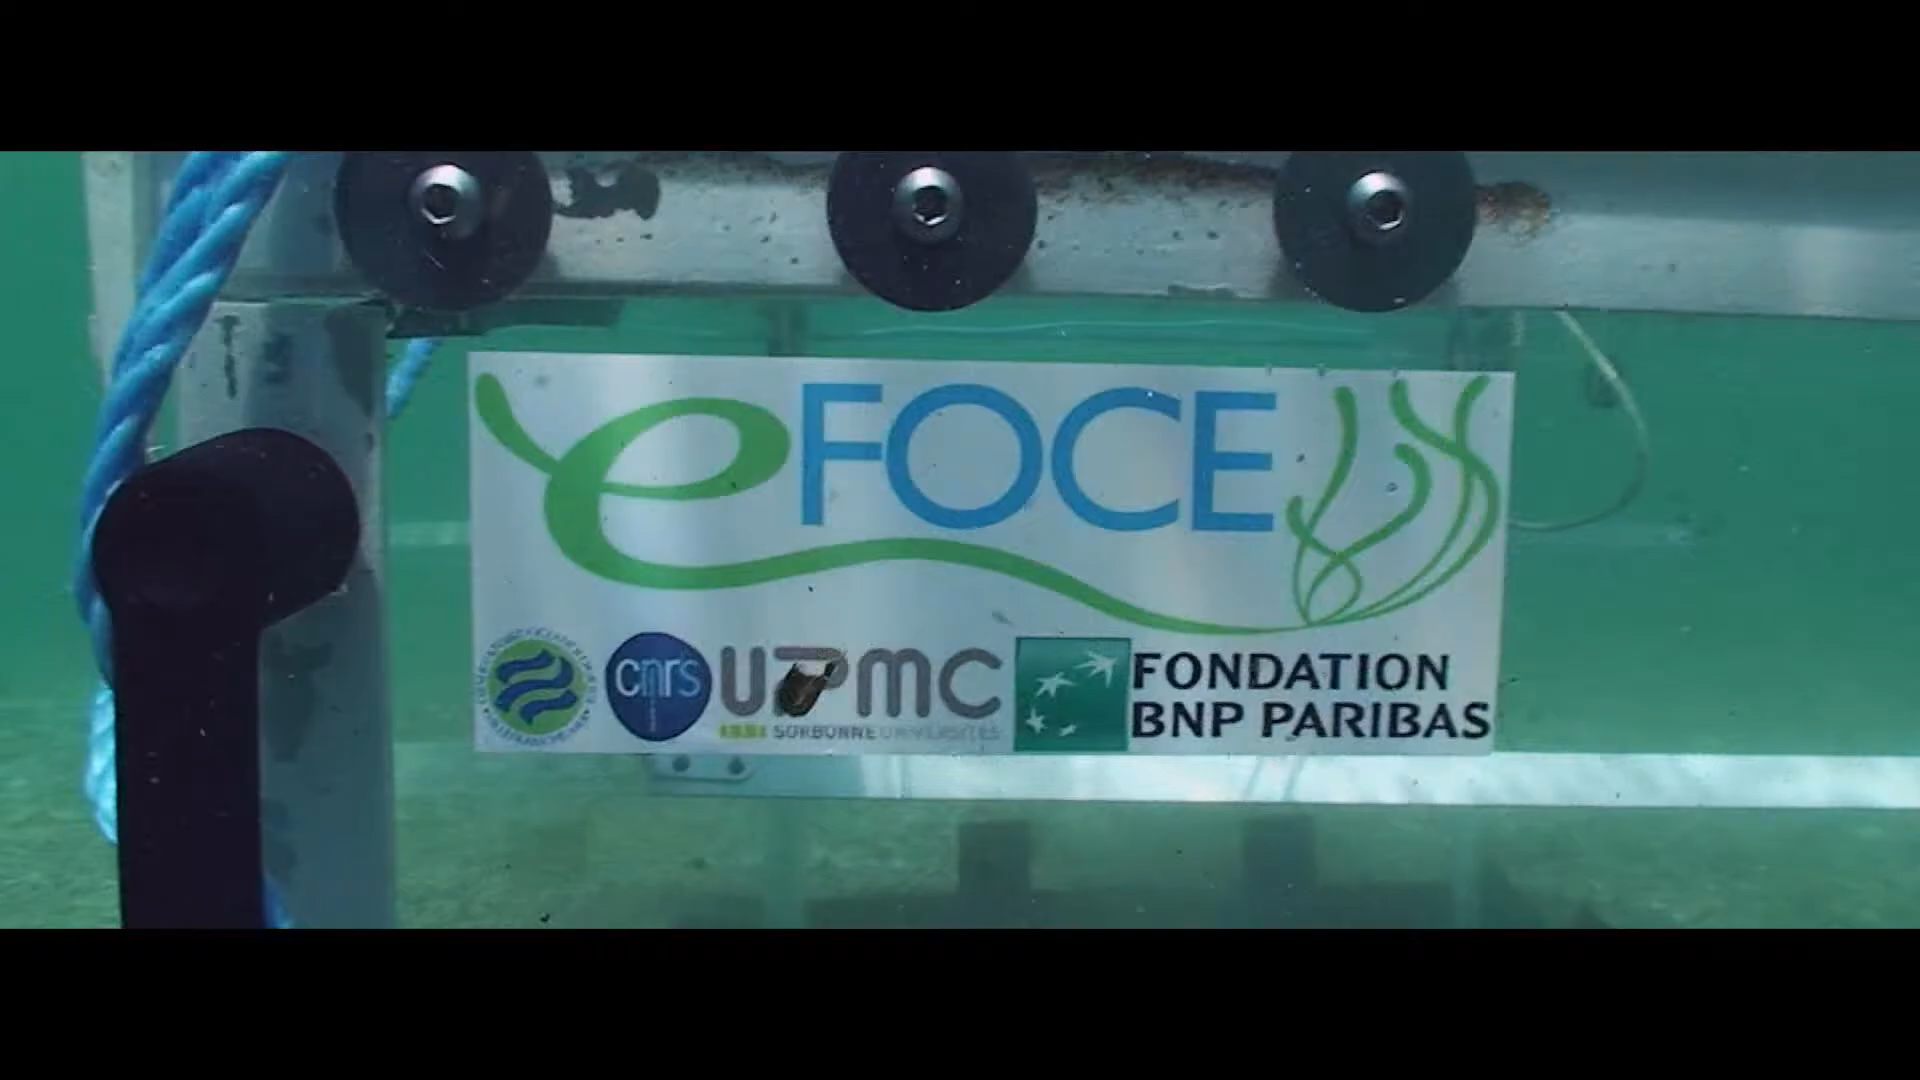 eFOCE
cnrs
UPMC
SORBONNE UNIVERSITÉS
FONDATION
BNP PARIBAS